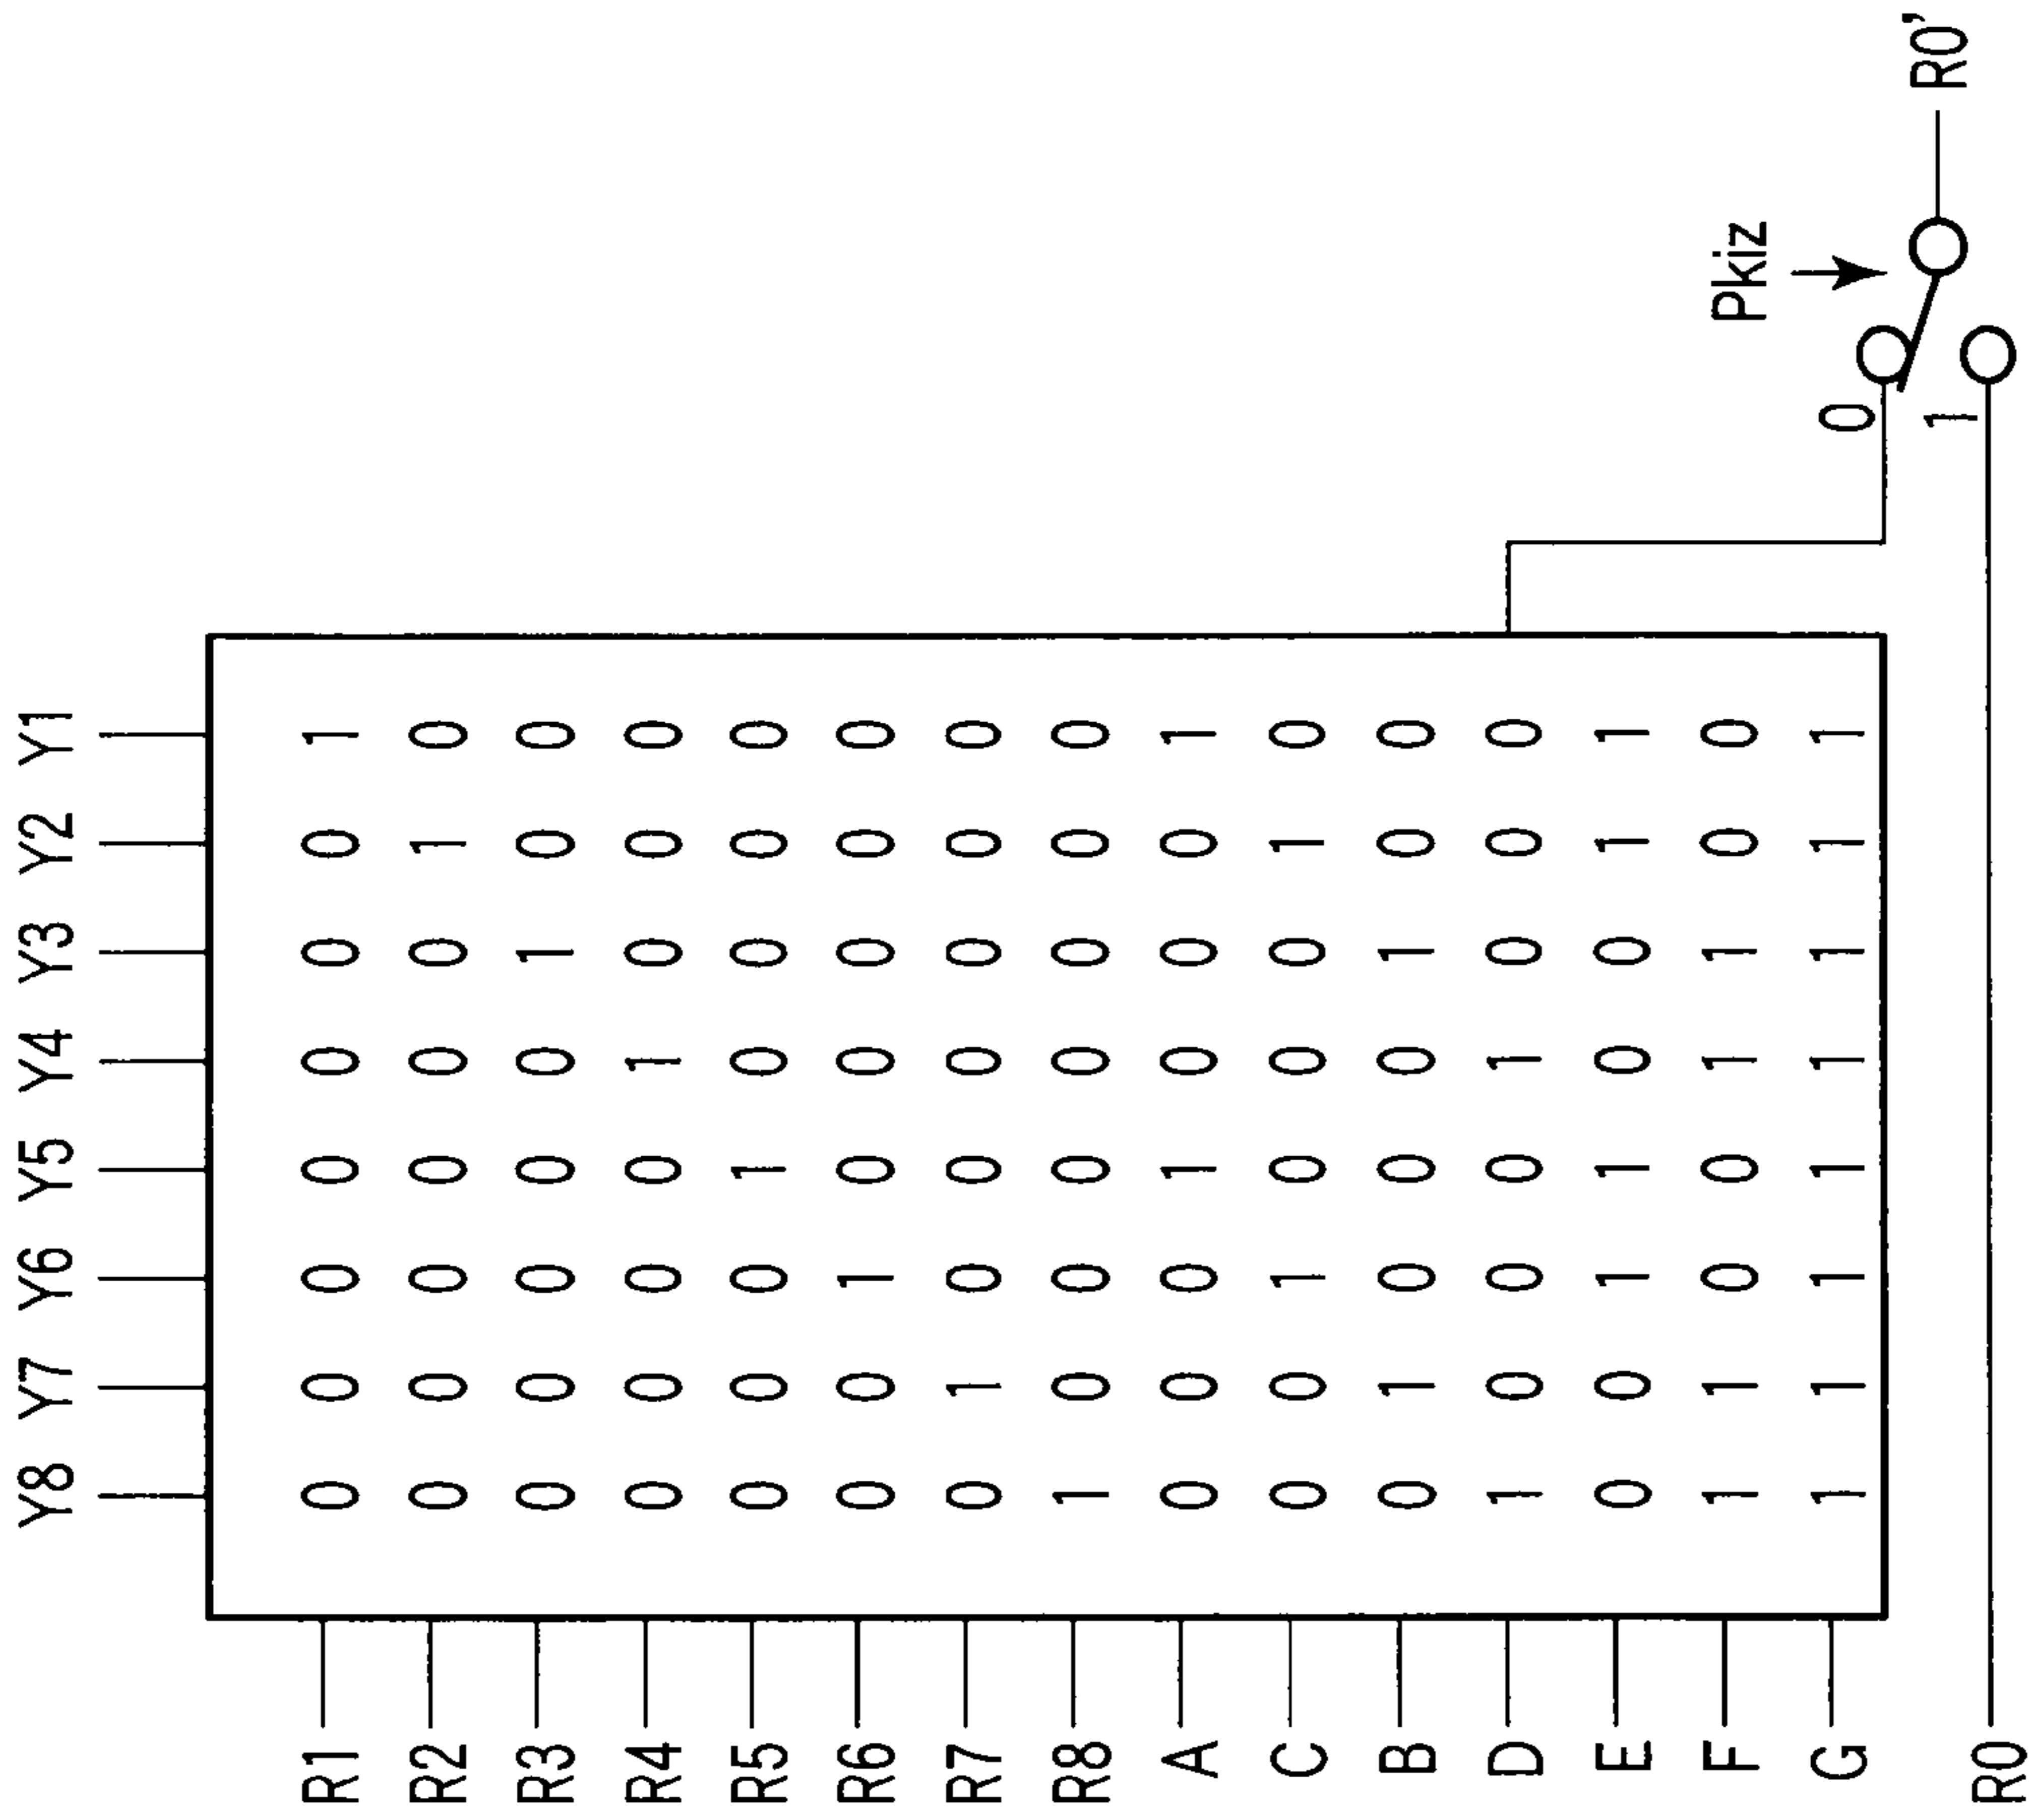 Y8 Y7 Y6 Y5 Y4 Y3 Y2 Y1
R1 0 0 0 0 0 0 0 1
R2 0 0 0 0 0 0 1 0
R3 0 0 0 0 0 1 0 0
R4 0 0 0 0 1 0 0 0
R5 0 0 0 1 0 0 0 0
R6 0 0 1 0 0 0 0 0
R7 0 1 0 0 0 0 0 0
R8 1 0 0 0 0 0 0 0
A 0 0 0 1 0 0 0 1
C 0 0 1 0 0 0 1 0
B 0 1 0 0 0 1 0 0
D 1 0 0 0 1 0 0 0
E 0 0 1 1 0 0 1 1
F 1 1 0 0 1 1 0 0
Pkiz
G 1 1 1 1 1 1 1 1
0
1
R0'
R0